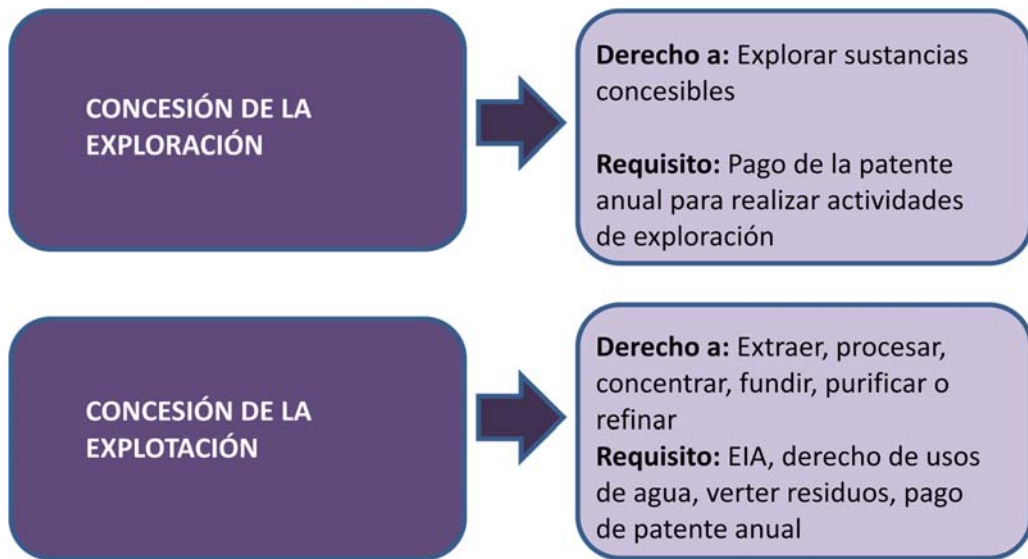 CONCESIÓN DE LA
EXPLORACIÓN
Derecho a: Explorar sustancias
concesibles
Requisito: Pago de la patente
anual para realizar actividades
de exploración
CONCESIÓN DE LA
EXPLOTACIÓN
Derecho a: Extraer, procesar,
concentrar, fundir, purificar o
refinar
Requisito: EIA, derecho de usos
de agua, verter residuos, pago
de patente anual